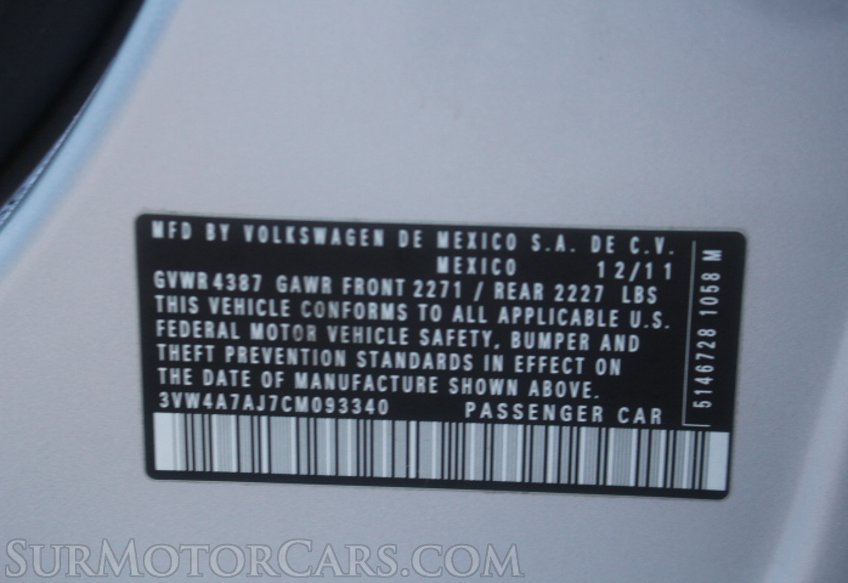 MFD BY VOLKSWAGEN DE MEXICO S.A. DE C.V.
MEXICO 12/11
GVWR 4387 GAWR FRONT 2271 / REAR 2227 LBS
THIS VEHICLE CONFORMS TO ALL APPLICABLE U.S.
FEDERAL MOTOR VEHICLE SAFETY, BUMPER AND
THEFT PREVENTION STANDARDS IN EFFECT ON
THE DATE OF MANUFACTURE SHOWN ABOVE.
3VW4A7AJ7CM093340 PASSENGER CAR
5146728 1058 M
SURMOTORCARS.COM